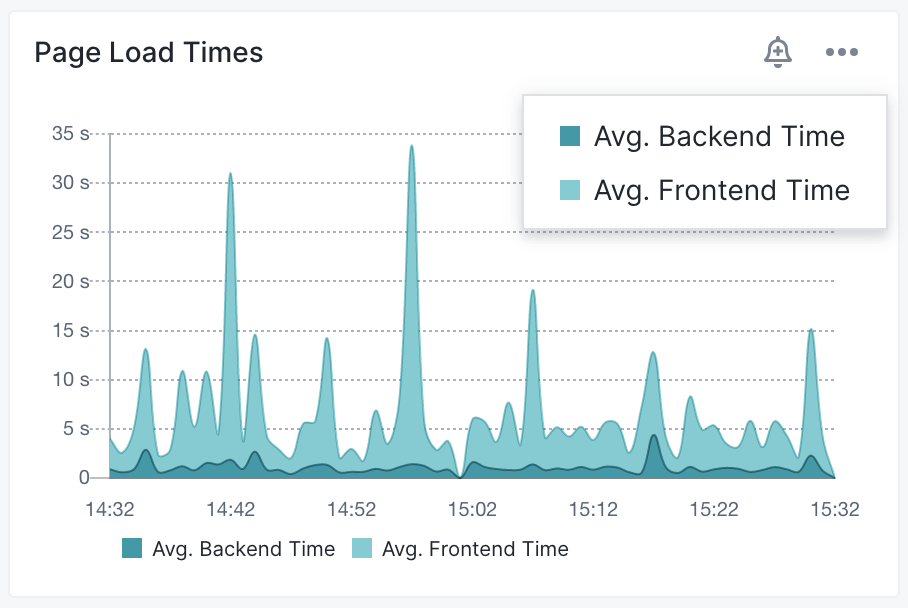 Page Load Times
Avg. Backend Time
Avg. Frontend Time
35 s
30 s
25 s
20 s
15 s
10 s
5 s
0
14:32 14:42 14:52 15:02 15:12 15:22 15:32
Avg. Backend Time Avg. Frontend Time